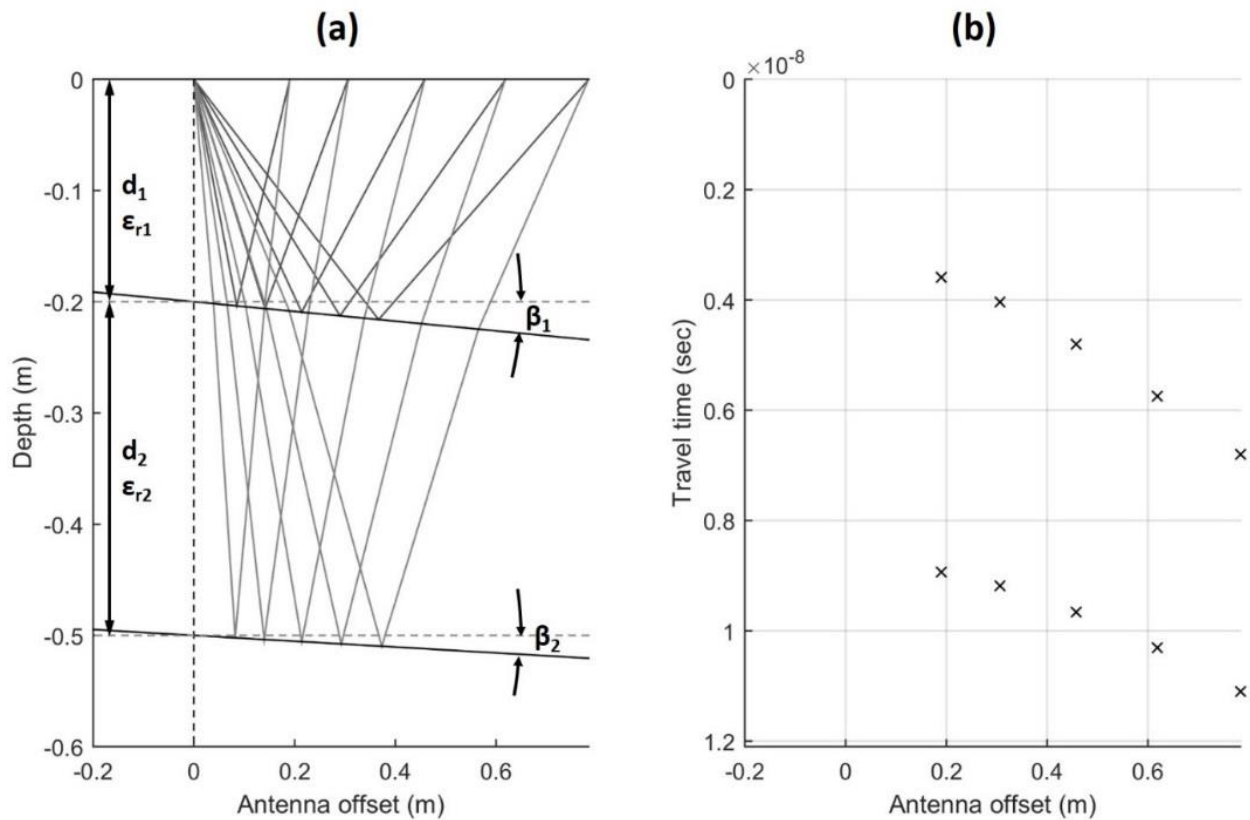 (a)
0
-0.1
-0.2
-0.3
-0.4
-0.5
-0.6
Depth (m)
d₁
εᵣ₁
d₂
εᵣ₂
β₁
β₂
-0.2 0 0.2 0.4 0.6
Antenna offset (m)
(b)
×10⁻⁸
0
0.2
0.4
0.6
0.8
1
1.2
Travel time (sec)
-0.2 0 0.2 0.4 0.6
Antenna offset (m)